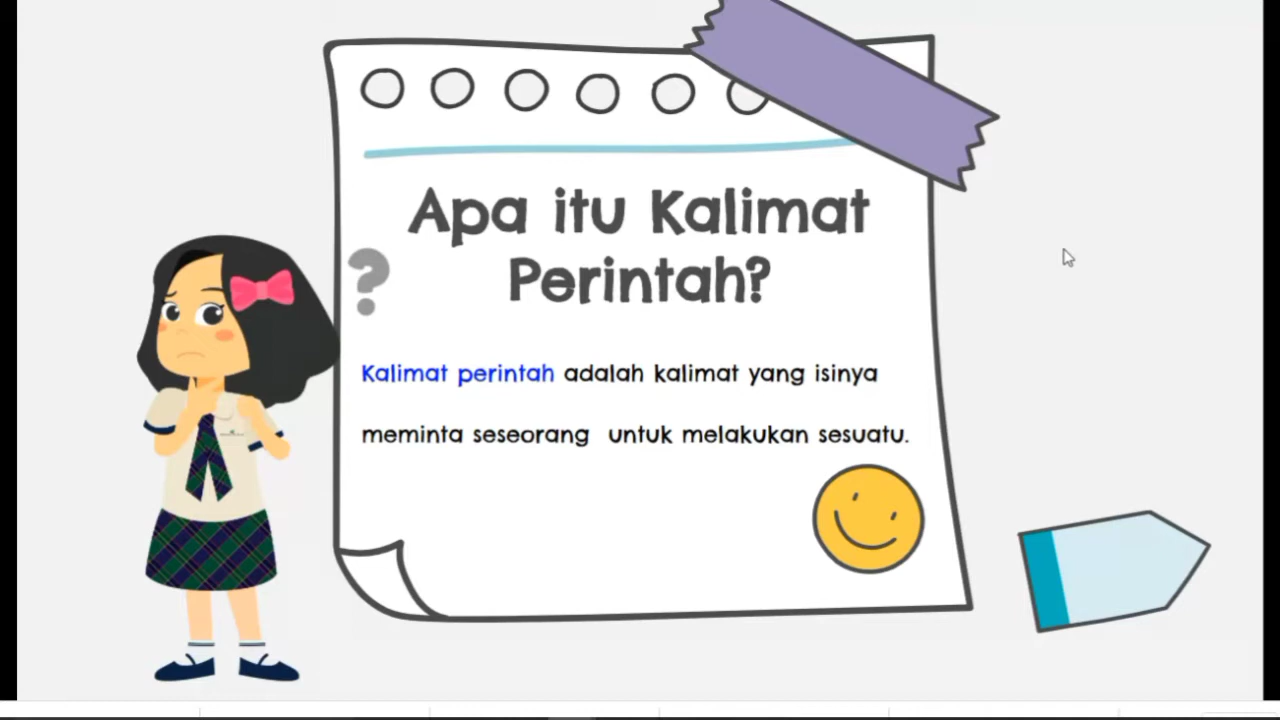 Apa itu Kalimat
Perintah?
?
Kalimat perintah adalah kalimat yang isinya
meminta seseorang untuk melakukan sesuatu.